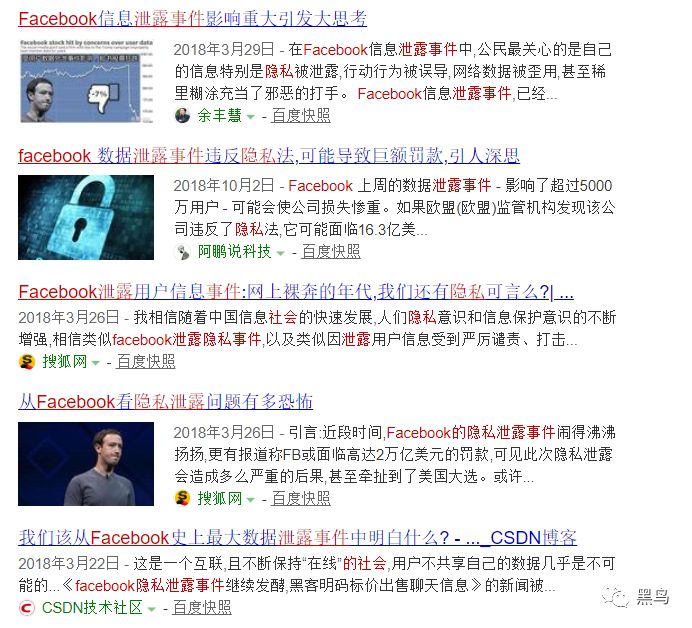 Facebook信息泄露事件影响重大引发大思考
Facebook stock hit by concerns over user data
-7%
2018年3月29日 - 在Facebook信息泄露事件中,公民最关心的是自己
的信息特别是隐私被泄露,行动行为被误导,网络数据被歪用,甚至稀
里糊涂充当了邪恶的打手。 Facebook信息泄露事件,已经...
余丰慧 - 百度快照
facebook 数据泄露事件违反隐私法,可能导致巨额罚款,引人深思
2018年10月2日 - Facebook 上周的数据泄露事件 - 影响了超过5000
万用户 - 可能会使公司损失惨重。如果欧盟(欧盟)监管机构发现该公
司违反了隐私法,它可能面临16.3亿美...
阿鹏说科技 - 百度快照
Facebook泄露用户信息事件:网上裸奔的年代,我们还有隐私可言么?| ...
2018年3月26日 - 我相信随着中国信息社会的快速发展,人们隐私意识和信息保护意识的不断
增强,相信类似facebook泄露隐私事件,以及类似因泄露用户信息受到严厉谴责、打击...
搜狐网 - 百度快照
从Facebook看隐私泄露问题有多恐怖
2018年3月26日 - 引言:近段时间,Facebook的隐私泄露事件闹得沸沸
扬扬,更有报道称FB或面临高达2万亿美元的罚款,可见此次隐私泄露
会造成多么严重的后果,甚至牵扯到了美国大选。或许...
搜狐网 - 百度快照
我们该从Facebook史上最大数据泄露事件中明白什么? - ..._CSDN博客
2018年3月22日 - 这是一个互联,且不断保持“在线”的社会,用户不共享自己的数据几乎是不可
能的...《facebook隐私泄露事件继续发酵,黑客明码标价出售聊天信息》的新闻被...
CSDN技术社区 - 百度快照
黑鸟